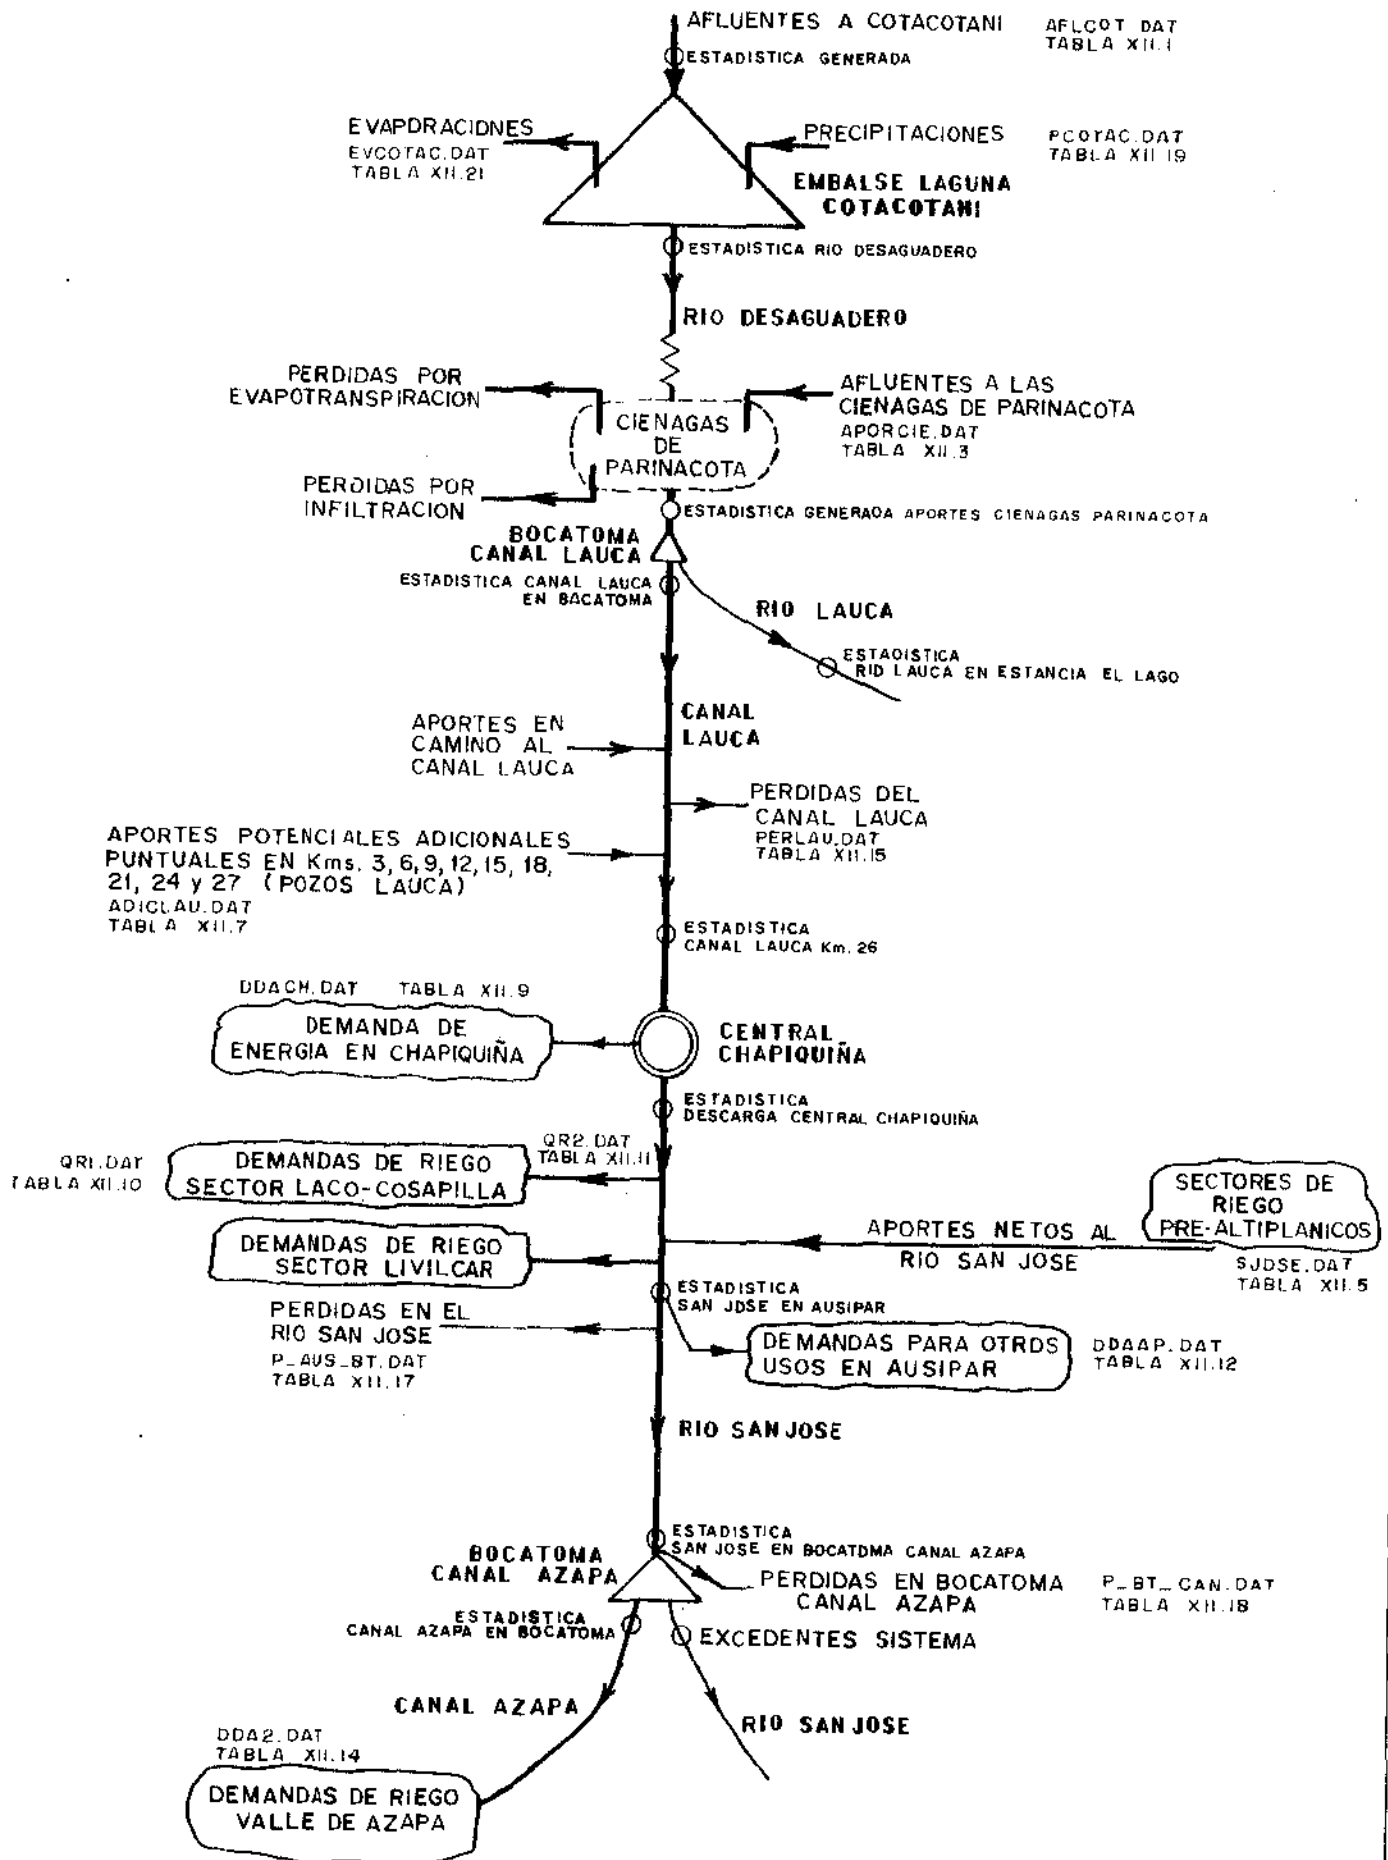 AFLUENTES A COTACOTANI
AFLCOT DAT
TABLA XII.1
ESTADISTICA GENERADA
EVAPORACIONES
EVCOTAC.DAT
TABLA XII.21
PRECIPITACIONES
PCOTAC.DAT
TABLA XII 19
EMBALSE LAGUNA
COTACOTANI
ESTADISTICA RIO DESAGUADERO
RIO DESAGUADERO
PERDIDAS POR
EVAPOTRANSPIRACION
AFLUENTES A LAS
CIENAGAS DE PARINACOTA
APORCIE.DAT
TABLA XII.3
CIENAGAS
DE
PARINACOTA
PERDIDAS POR
INFILTRACION
ESTADISTICA GENERADA APORTES CIENAGAS PARINACOTA
BOCATOMA
CANAL LAUCA
ESTADISTICA CANAL LAUCA
EN BACATOMA
RIO LAUCA
ESTADISTICA
RIO LAUCA EN ESTANCIA EL LAGO
CANAL
LAUCA
APORTES EN
CAMINO AL
CANAL LAUCA
PERDIDAS DEL
CANAL LAUCA
PERLAU.DAT
TABLA XII.15
APORTES POTENCIALES ADICIONALES
PUNTUALES EN Kms. 3, 6, 9, 12, 15, 18,
21, 24 y 27 (POZOS LAUCA)
ADICLAU.DAT
TABLA XII.7
ESTADISTICA
CANAL LAUCA Km. 26
DDACH.DAT TABLA XII.9
DEMANDA DE
ENERGIA EN CHAPIQUIÑA
CENTRAL
CHAPIQUIÑA
ESTADISTICA
DESCARGA CENTRAL CHAPIQUIÑA
QR2.DAT
TABLA XII.11
QR1.DAT
TABLA XII.10
DEMANDAS DE RIEGO
SECTOR LACO-COSAPILLA
SECTORES DE
RIEGO
PRE-ALTIPLANICOS
SJDSE.DAT
TABLA XII.5
APORTES NETOS AL
RIO SAN JOSE
DEMANDAS DE RIEGO
SECTOR LIVILCAR
ESTADISTICA
SAN JOSE EN AUSIPAR
PERDIDAS EN EL
RIO SAN JOSE
P_AUS_BT.DAT
TABLA XII.17
DEMANDAS PARA OTROS
USOS EN AUSIPAR
DDAAP.DAT
TABLA XII.12
RIO SAN JOSE
ESTADISTICA
SAN JOSE EN BOCATOMA CANAL AZAPA
BOCATOMA
CANAL AZAPA
PERDIDAS EN BOCATOMA
CANAL AZAPA
P_BT_CAN.DAT
TABLA XII.18
ESTADISTICA
CANAL AZAPA EN BOCATOMA
EXCEDENTES SISTEMA
CANAL AZAPA
RIO SAN JOSE
DDA2.DAT
TABLA XII.14
DEMANDAS DE RIEGO
VALLE DE AZAPA